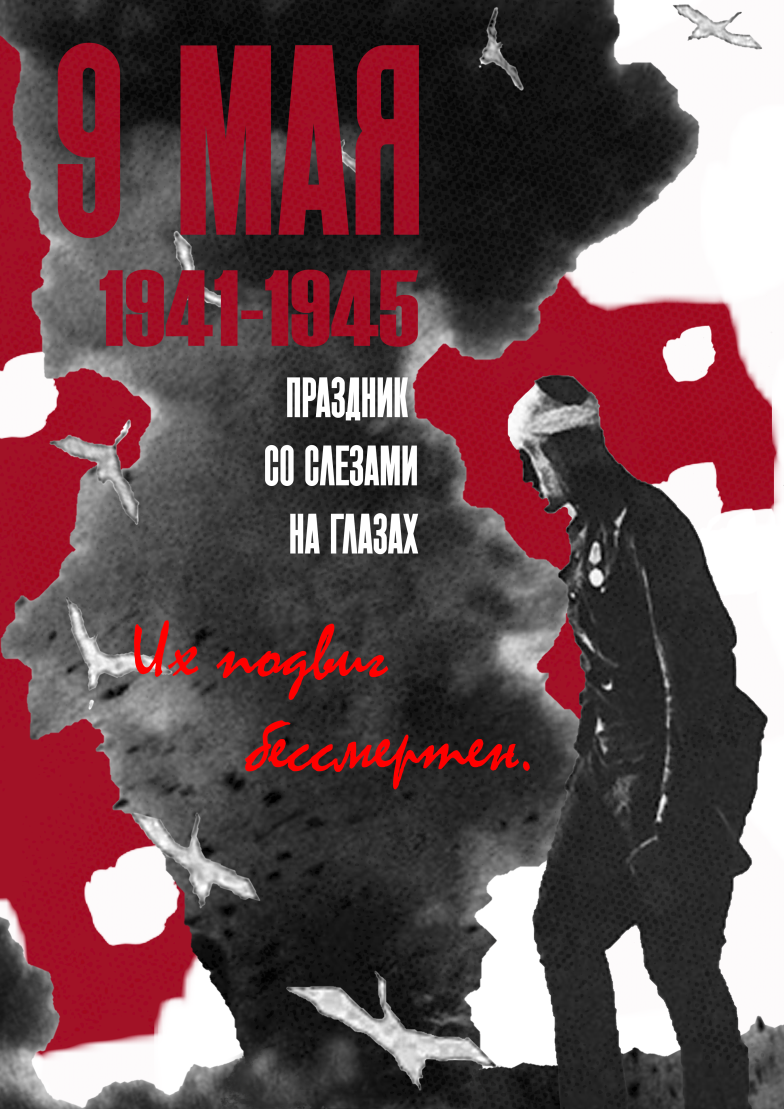 9 МАЯ
1941-1945
ПРАЗДНИК
СО СЛЕЗАМИ
НА ГЛАЗАХ
Их подвиг
бессмертен.